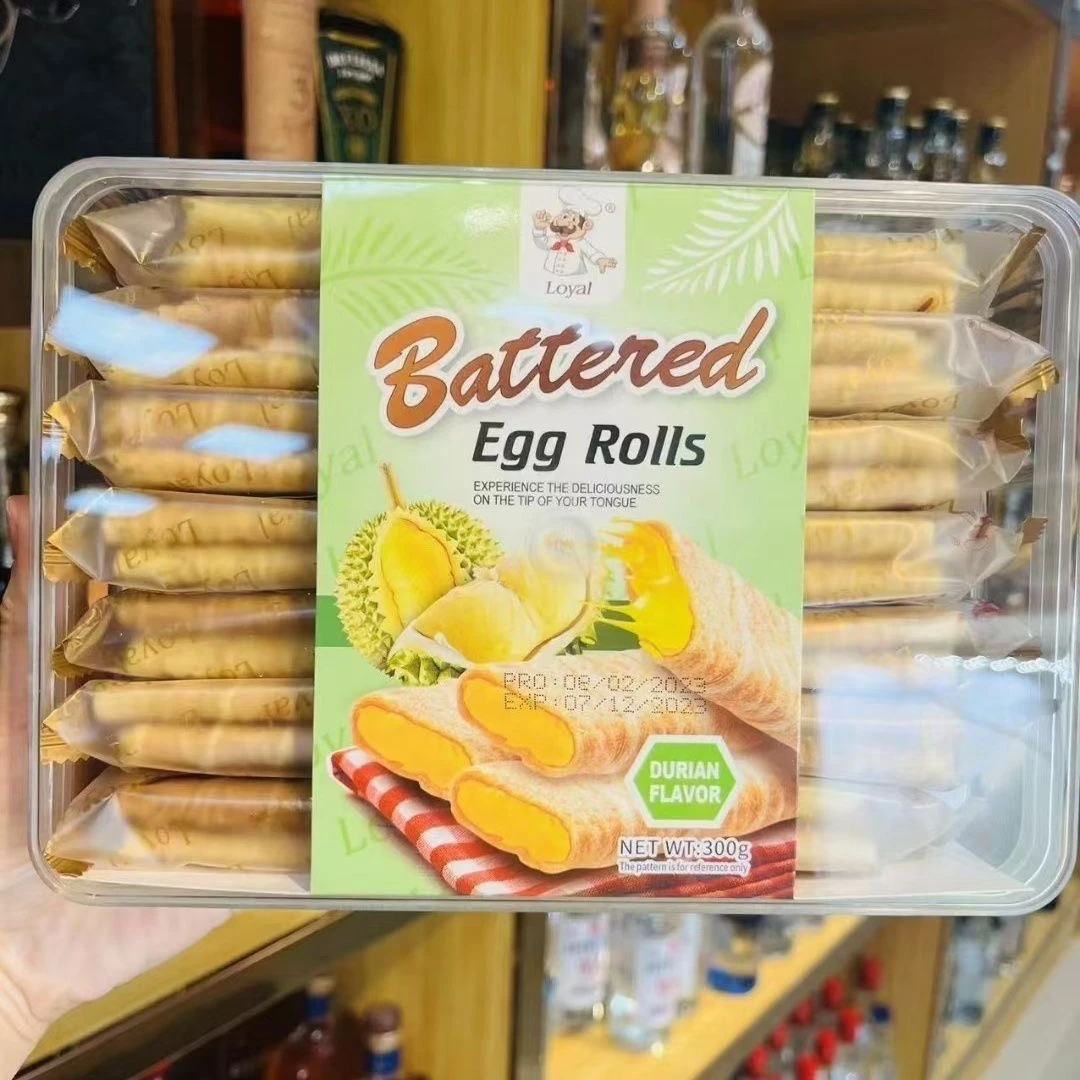 ®
Loyal
Battered
Egg Rolls
EXPERIENCE THE DELICIOUSNESS
ON THE TIP OF YOUR TONGUE
PRO:08/02/2023
EXP:07/12/2023
DURIAN
FLAVOR
NET WT:300g
The pattern is for reference only